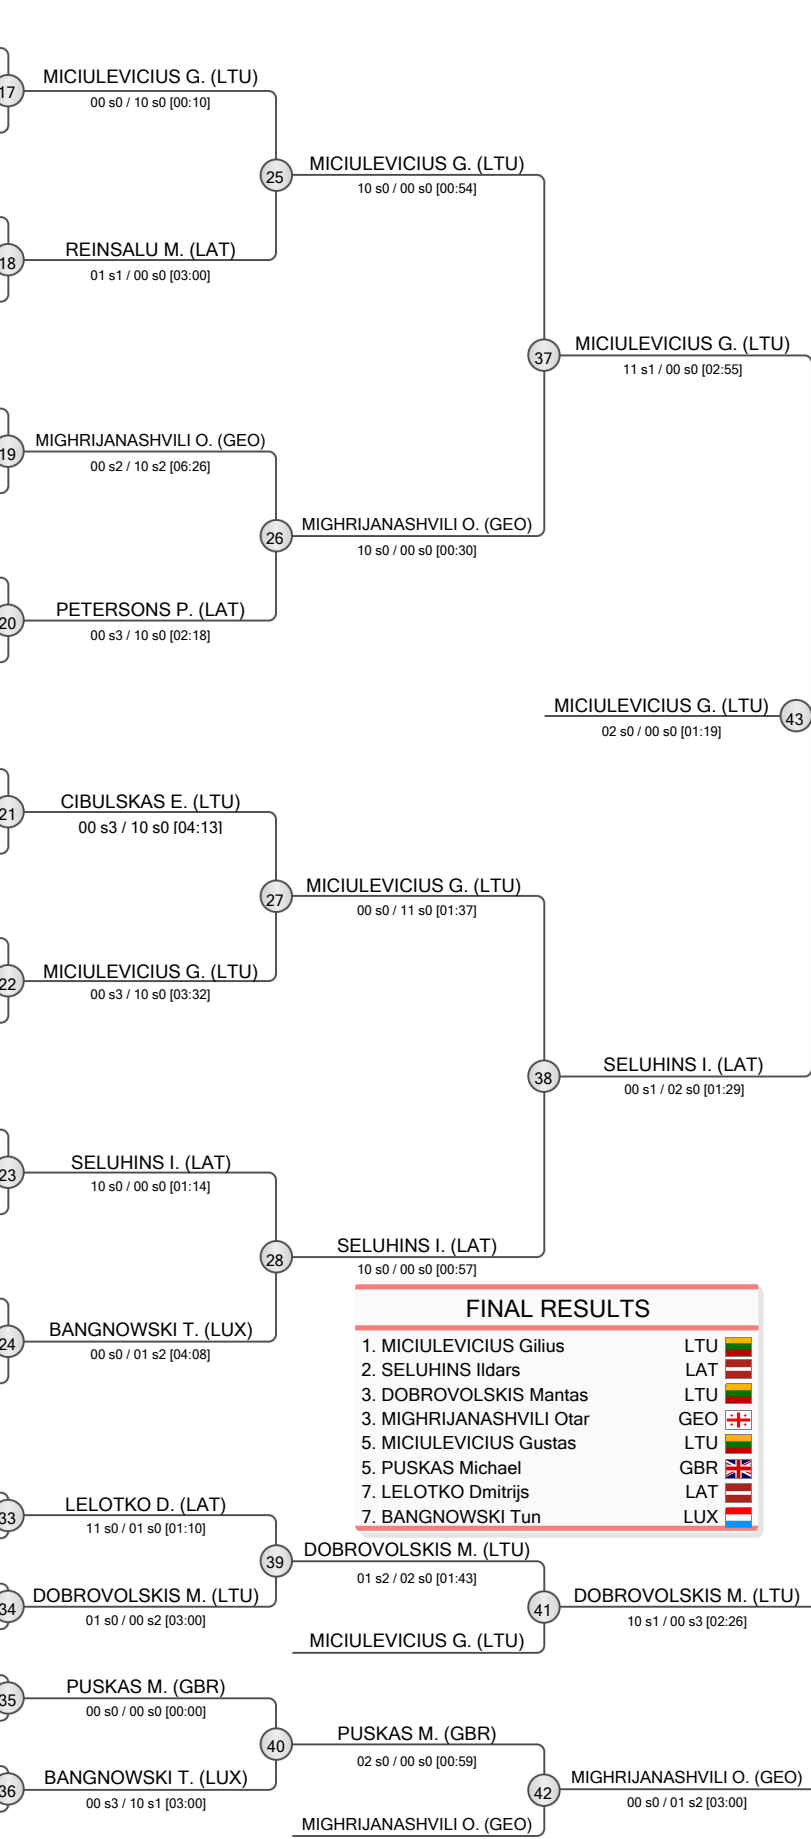 MICIULEVICIUS G. (LTU)
17
00 s0 / 10 s0 [00:10]
MICIULEVICIUS G. (LTU)
25
10 s0 / 00 s0 [00:54]
REINSALU M. (LAT)
18
01 s1 / 00 s0 [03:00]
MICIULEVICIUS G. (LTU)
37
11 s1 / 00 s0 [02:55]
MIGHRIJANASHVILI O. (GEO)
19
00 s2 / 10 s2 [06:26]
MIGHRIJANASHVILI O. (GEO)
26
10 s0 / 00 s0 [00:30]
PETERSONS P. (LAT)
20
00 s3 / 10 s0 [02:18]
MICIULEVICIUS G. (LTU)
43
02 s0 / 00 s0 [01:19]
CIBULSKAS E. (LTU)
21
00 s3 / 10 s0 [04:13]
MICIULEVICIUS G. (LTU)
27
00 s0 / 11 s0 [01:37]
MICIULEVICIUS G. (LTU)
22
00 s3 / 10 s0 [03:32]
SELUHINS I. (LAT)
38
00 s1 / 02 s0 [01:29]
SELUHINS I. (LAT)
23
10 s0 / 00 s0 [01:14]
SELUHINS I. (LAT)
28
10 s0 / 00 s0 [00:57]
BANGNOWSKI T. (LUX)
24
00 s0 / 01 s2 [04:08]
FINAL RESULTS
1. MICIULEVICIUS Gilius LTU
2. SELUHINS Ildars LAT
3. DOBROVOLSKIS Mantas LTU
3. MIGHRIJANASHVILI Otar GEO
5. MICIULEVICIUS Gustas LTU
5. PUSKAS Michael GBR
7. LELOTKO Dmitrijs LAT
7. BANGNOWSKI Tun LUX
LELOTKO D. (LAT)
33
11 s0 / 01 s0 [01:10]
DOBROVOLSKIS M. (LTU)
39
01 s2 / 02 s0 [01:43]
DOBROVOLSKIS M. (LTU)
34
01 s0 / 00 s2 [03:00]
DOBROVOLSKIS M. (LTU)
41
10 s1 / 00 s3 [02:26]
MICIULEVICIUS G. (LTU)
PUSKAS M. (GBR)
35
00 s0 / 00 s0 [00:00]
PUSKAS M. (GBR)
40
02 s0 / 00 s0 [00:59]
BANGNOWSKI T. (LUX)
36
00 s3 / 10 s1 [03:00]
MIGHRIJANASHVILI O. (GEO)
42
00 s0 / 01 s2 [03:00]
MIGHRIJANASHVILI O. (GEO)